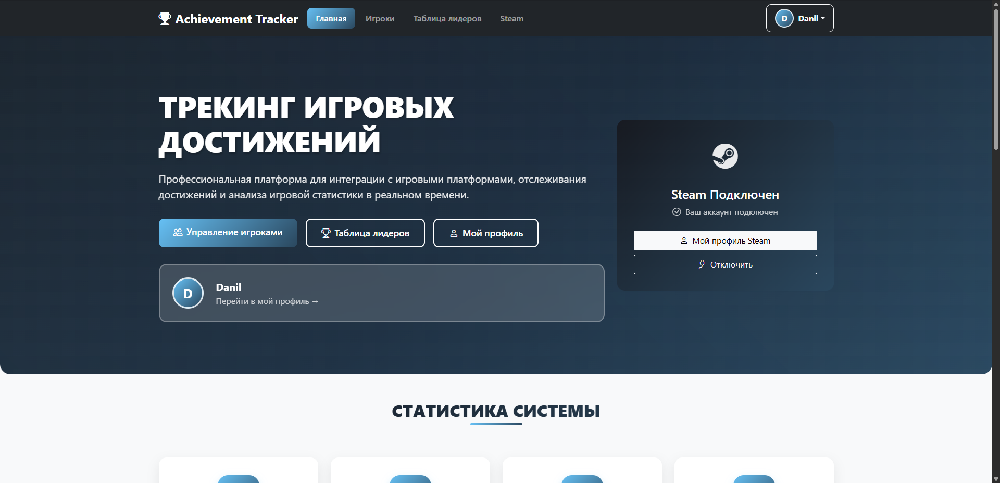 Achievement Tracker
Главная
Игроки
Таблица лидеров
Steam
D
Danil
ТРЕКИНГ ИГРОВЫХ
ДОСТИЖЕНИЙ
Профессиональная платформа для интеграции с игровыми платформами, отслеживания
достижений и анализа игровой статистики в реальном времени.
Управление игроками
Таблица лидеров
Мой профиль
D
Danil
Перейти в мой профиль →
Steam Подключен
Ваш аккаунт подключен
Мой профиль Steam
Отключить
СТАТИСТИКА СИСТЕМЫ